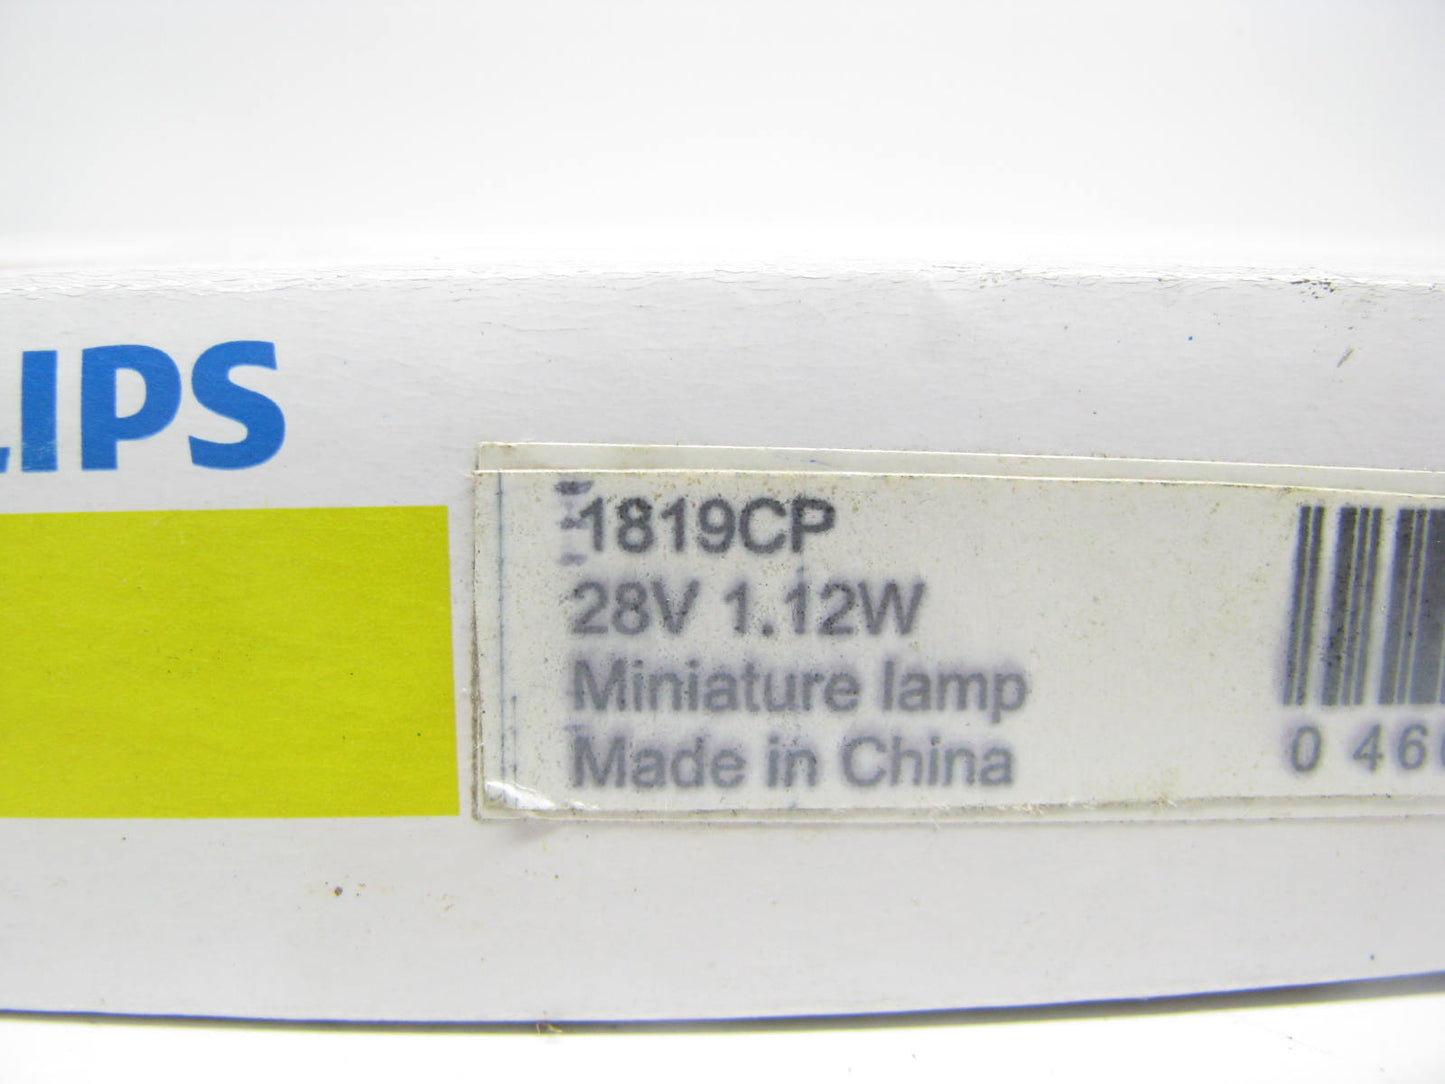 LIPS
1819CP
28V 1.12W
Miniature lamp
Made in China
0 46